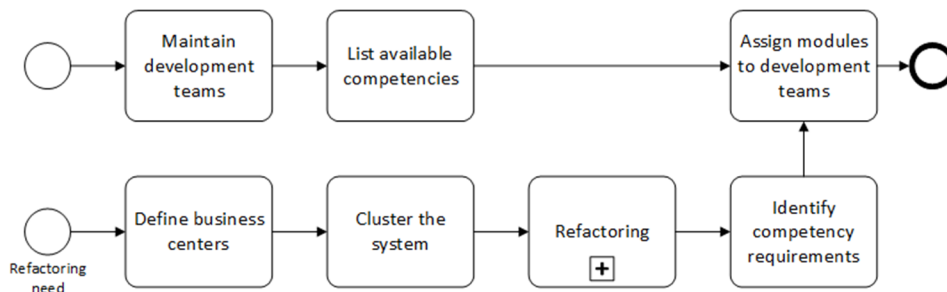 Maintain
development
teams
List available
competencies
Assign modules
to development
teams
Refactoring
need
Define business
centers
Cluster the
system
Refactoring
Identify
competency
requirements